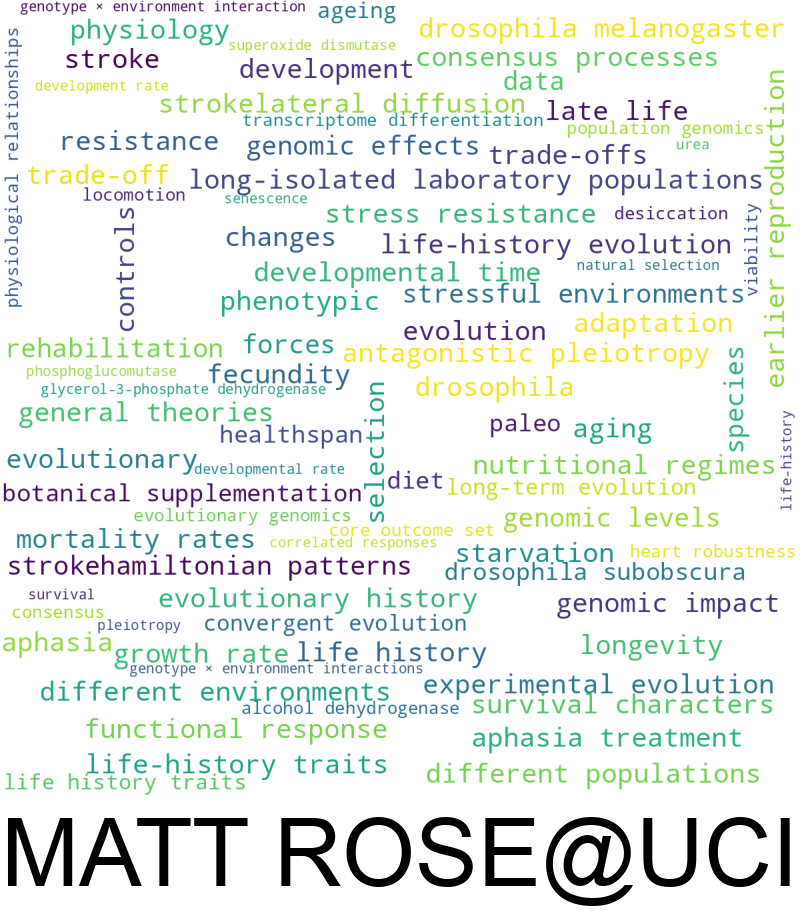 genotype × environment interaction
ageing
physiology
drosophila melanogaster
superoxide dismutase
stroke
consensus processes
development
data
development rate
physiological relationships
strokelateral diffusion
late life
transcriptome differentiation
population genomics
earlier reproduction
resistance
genomic effects
trade-offs
urea
trade-off
long-isolated laboratory populations
locomotion
senescence
controls
stress resistance
desiccation
viability
changes
life-history evolution
developmental time
natural selection
phenotypic
stressful environments
evolution
adaptation
rehabilitation
forces
antagonistic pleiotropy
species
phosphoglucomutase
fecundity
glycerol-3-phosphate dehydrogenase
drosophila
general theories
selection
paleo
aging
life-history
healthspan
evolutionary
developmental rate
nutritional regimes
diet
long-term evolution
botanical supplementation
evolutionary genomics
genomic levels
core outcome set
mortality rates
correlated responses
starvation
heart robustness
strokehamiltonian patterns
drosophila subobscura
survival
evolutionary history
genomic impact
consensus
pleiotropy
convergent evolution
aphasia
growth rate
life history
longevity
genotype × environment interactions
different environments
experimental evolution
alcohol dehydrogenase
survival characters
functional response
aphasia treatment
life-history traits
life history traits
different populations
MATT ROSE@UCI